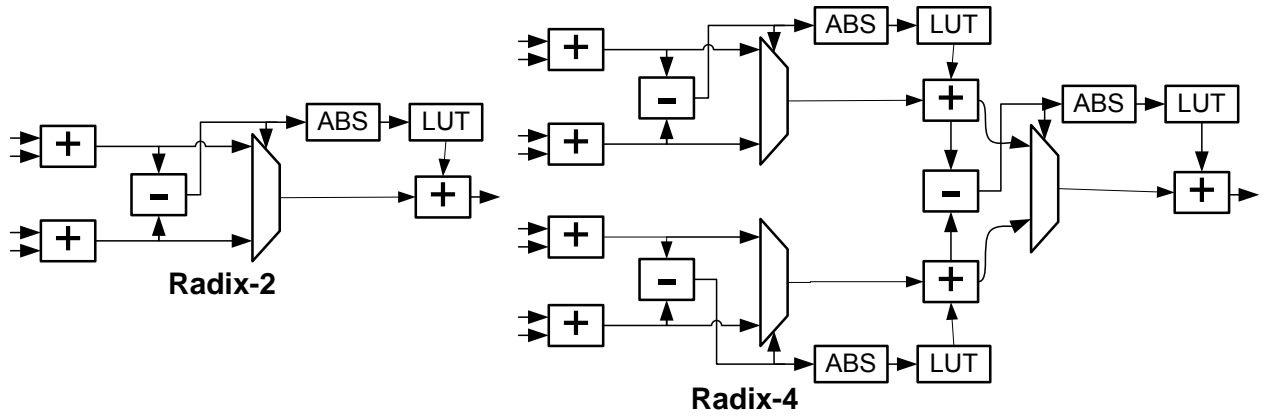 ABS LUT
+ +
-
+
Radix-2
+ ABS LUT
-
+
+
ABS LUT
+
-
+
+
-
+
ABS LUT
+
Radix-4